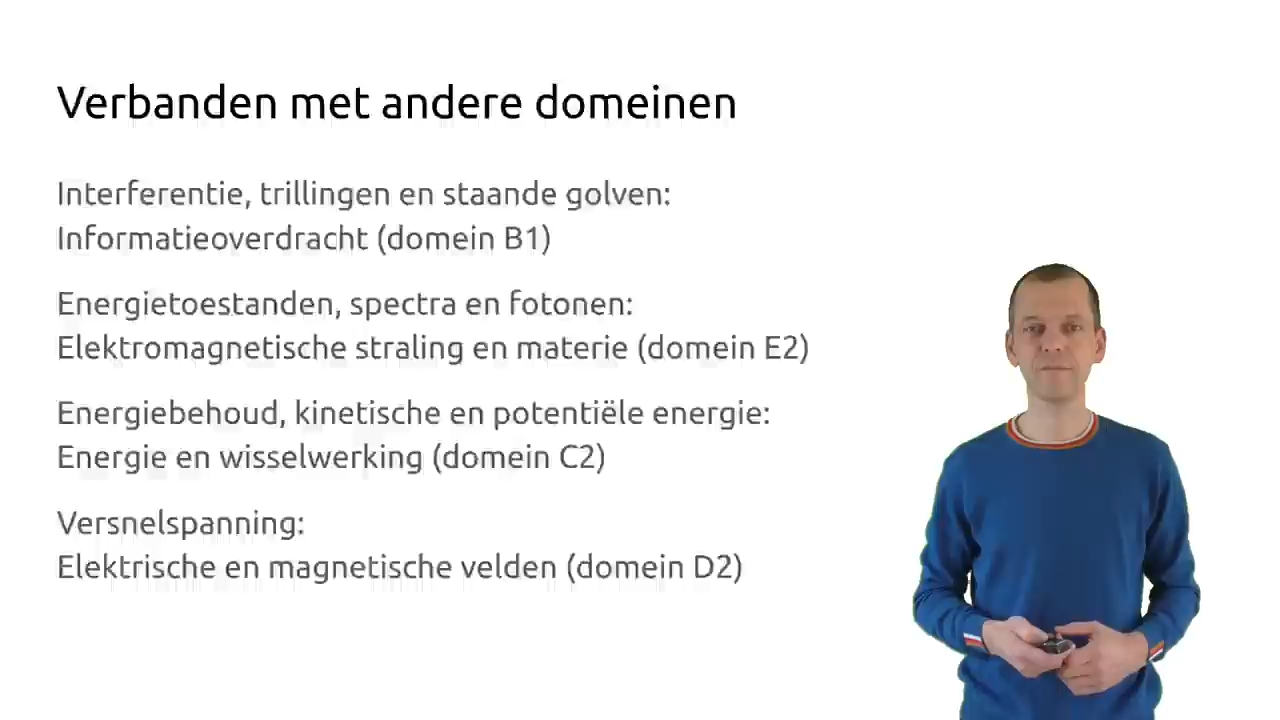 Verbanden met andere domeinen
Interferentie, trillingen en staande golven:
Informatieoverdracht (domein B1)
Energietoestanden, spectra en fotonen:
Elektromagnetische straling en materie (domein E2)
Energiebehoud, kinetische en potentiële energie:
Energie en wisselwerking (domein C2)
Versnelspanning:
Elektrische en magnetische velden (domein D2)